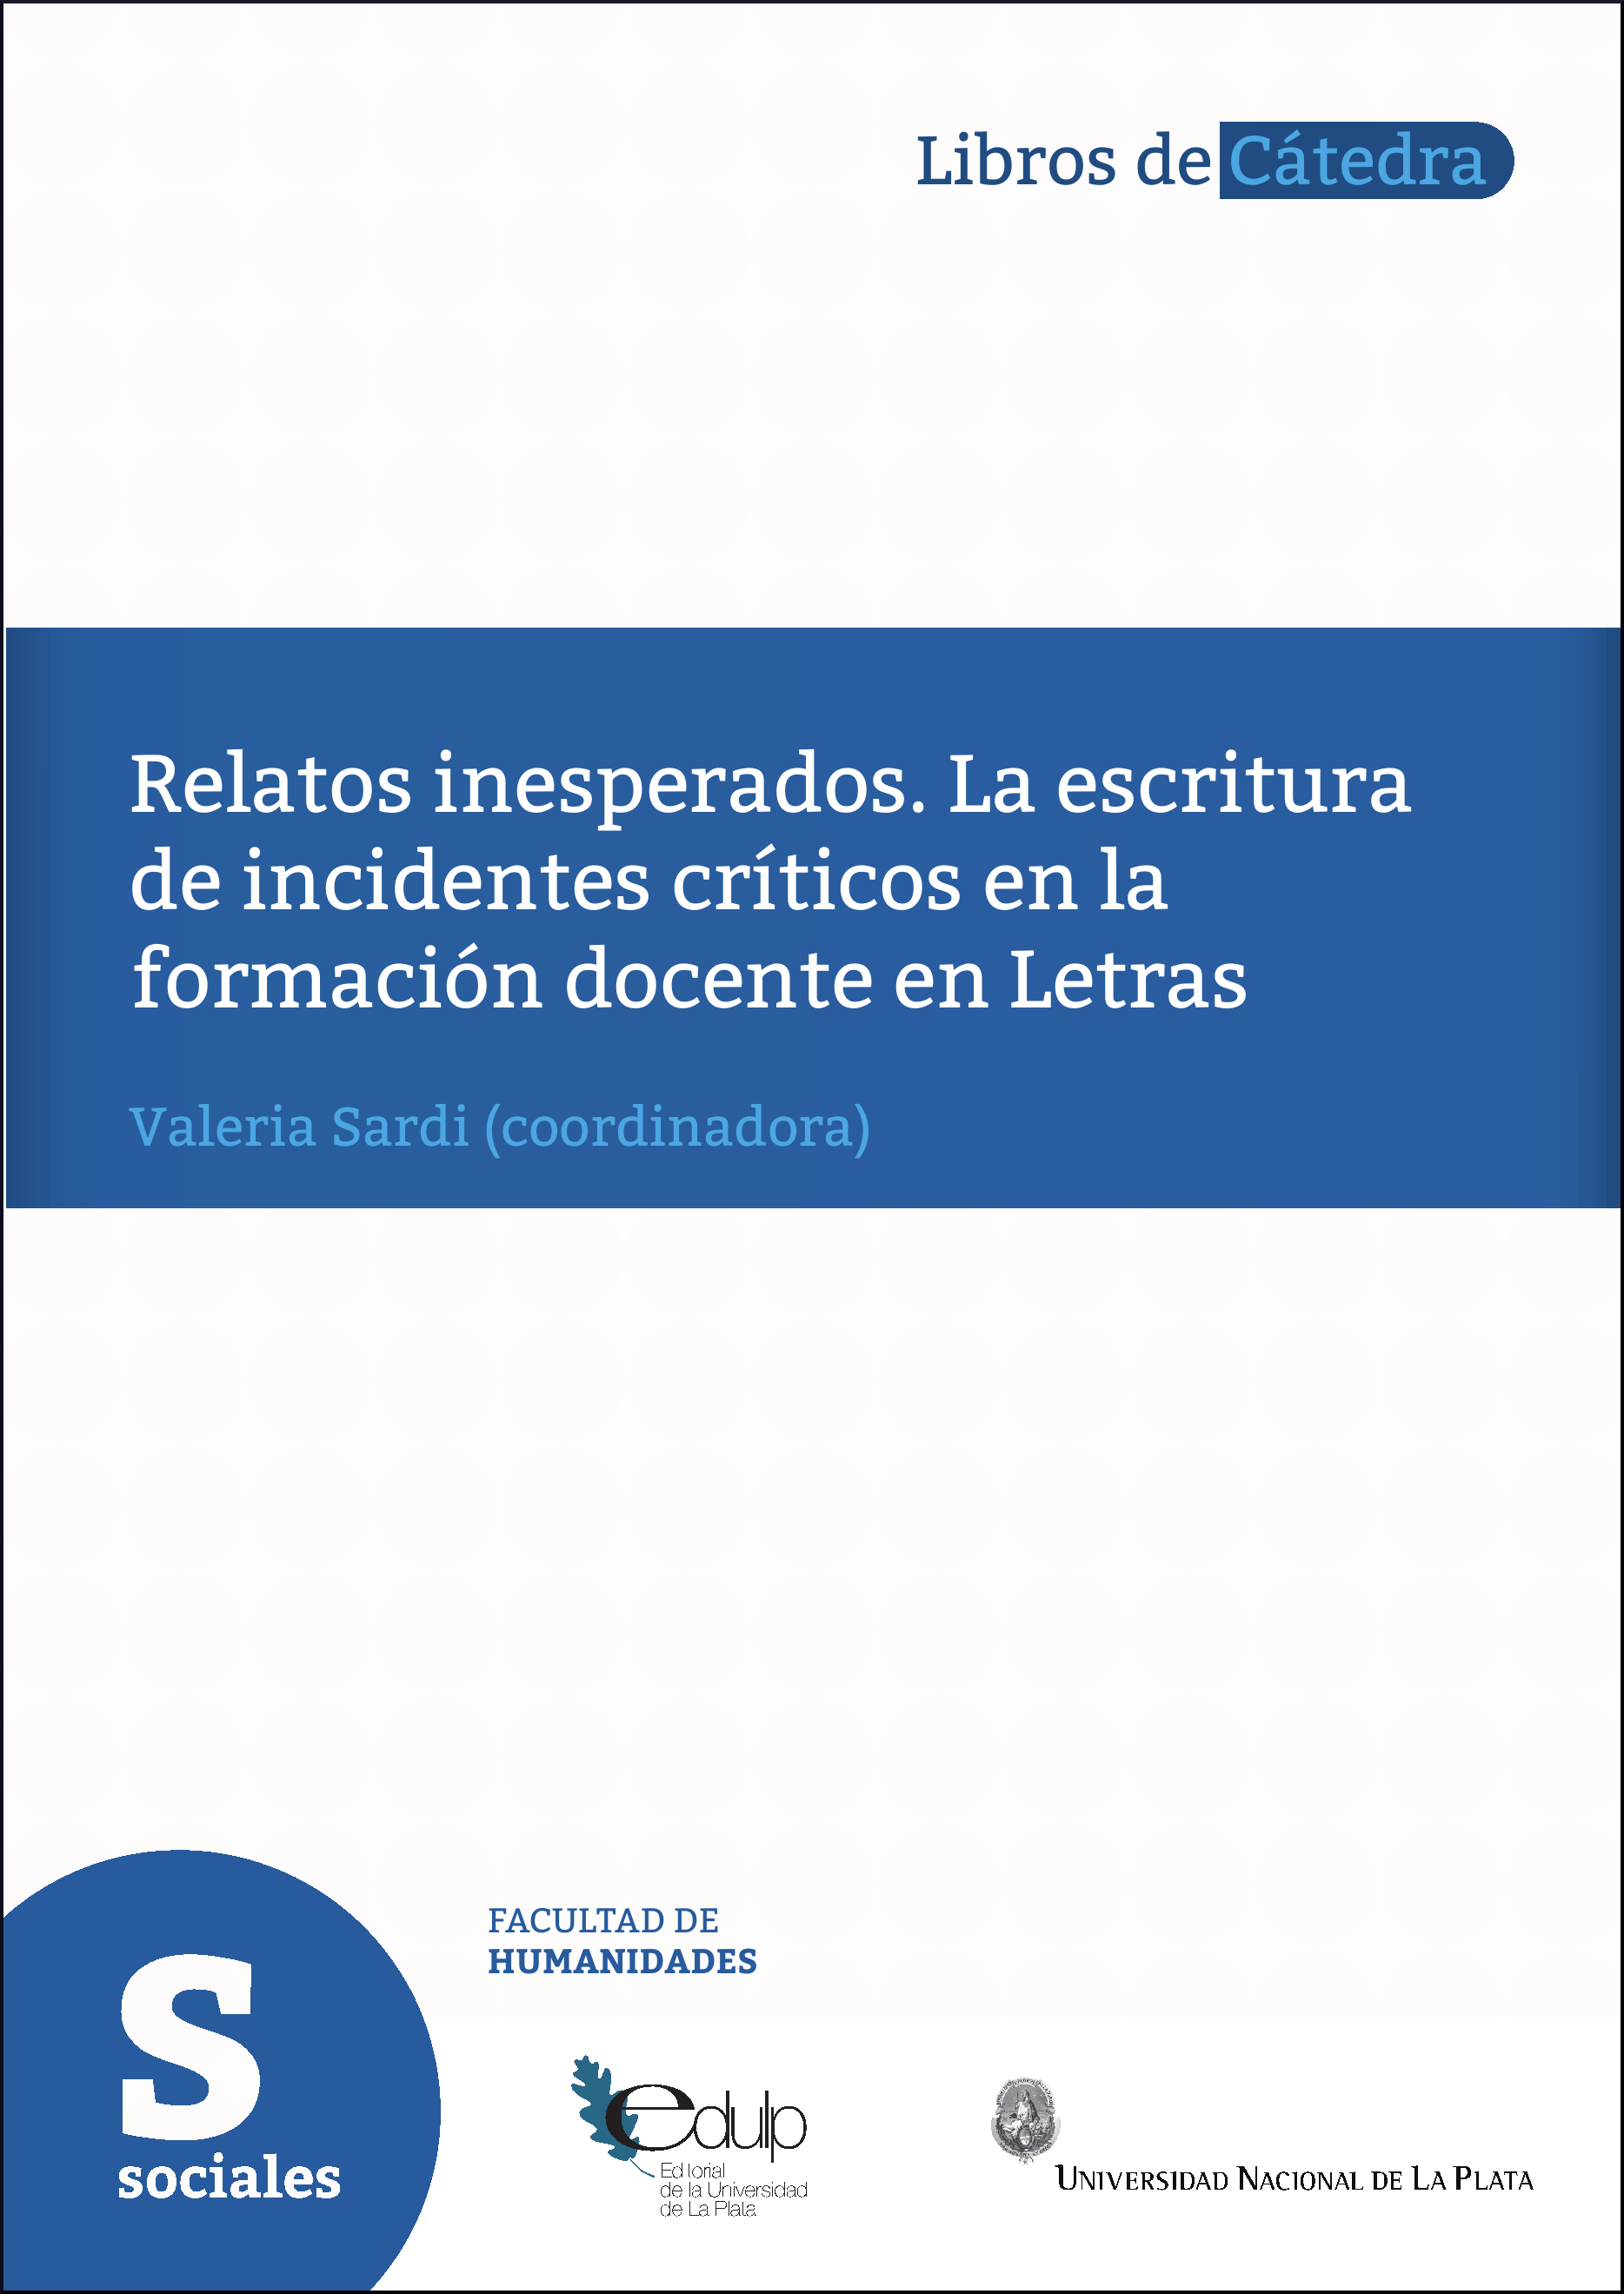 Libros de Cátedra
Relatos inesperados. La escritura
de incidentes críticos en la
formación docente en Letras
Valeria Sardi (coordinadora)
FACULTAD DE
HUMANIDADES
S
sociales
edulp
Editorial
de la Universidad
de La Plata
UNIVERSIDAD NACIONAL DE LA PLATA